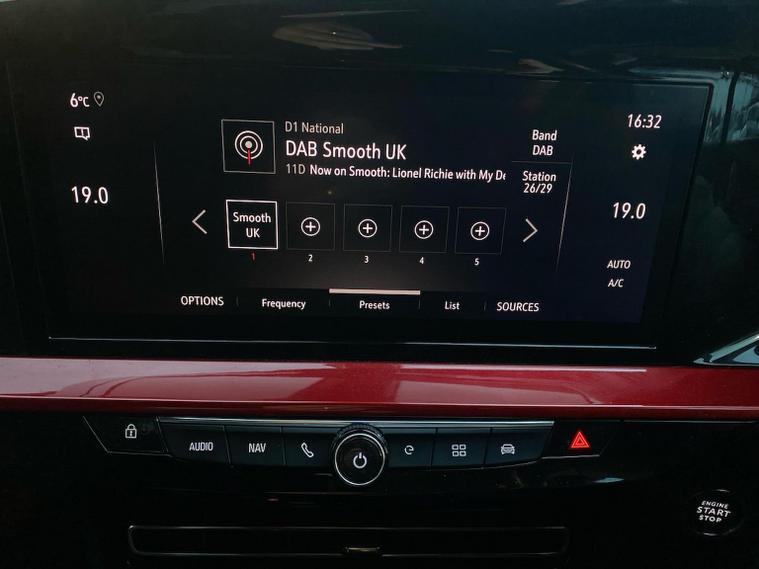 6°C
19.0
D1 National
DAB Smooth UK
11D Now on Smooth: Lionel Richie with My De
Band
DAB
Station
26/29
16:32
19.0
AUTO
A/C
Smooth
UK
1 2 3 4 5
OPTIONS Frequency Presets List SOURCES
AUDIO NAV
ENGINE
START
STOP